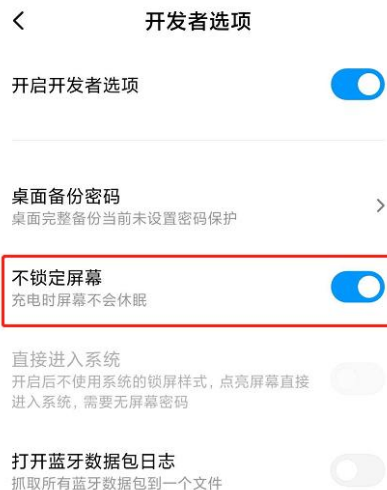 开发者选项
开启开发者选项
桌面备份密码
桌面完整备份当前未设置密码保护
不锁定屏幕
充电时屏幕不会休眠
直接进入系统
开启后不使用系统的锁屏样式，点亮屏幕直接
进入系统，需要无屏幕密码
打开蓝牙数据包日志
抓取所有蓝牙数据包到一个文件